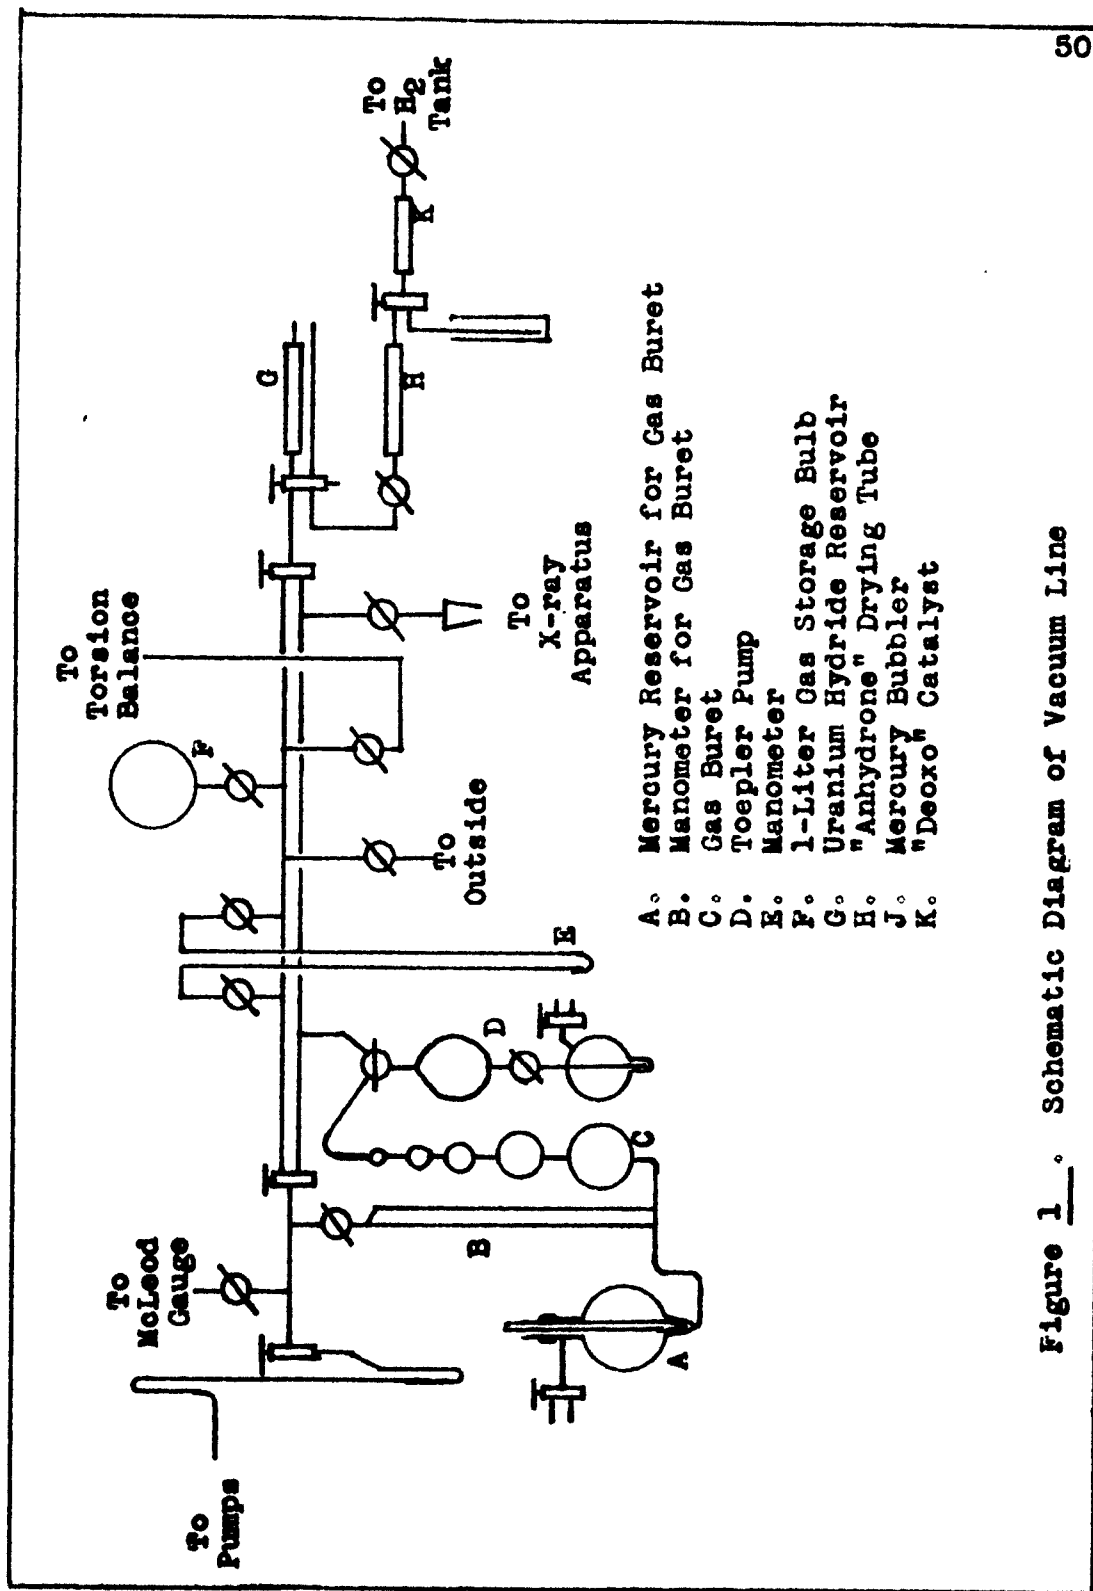 50
To
Pumps
To
McLeod
Gauge
To
Torsion
Balance
To
H2
Tank
F
G
K
H
To
Outside
To
X-ray
Apparatus
E
D
C
B
A
A. Mercury Reservoir for Gas Buret
B. Manometer for Gas Buret
C. Gas Buret
D. Toepler Pump
E. Manometer
F. 1-Liter Gas Storage Bulb
G. Uranium Hydride Reservoir
H. "Anhydrone" Drying Tube
J. Mercury Bubbler
K. "Deoxo" Catalyst
Figure 1. Schematic Diagram of Vacuum Line